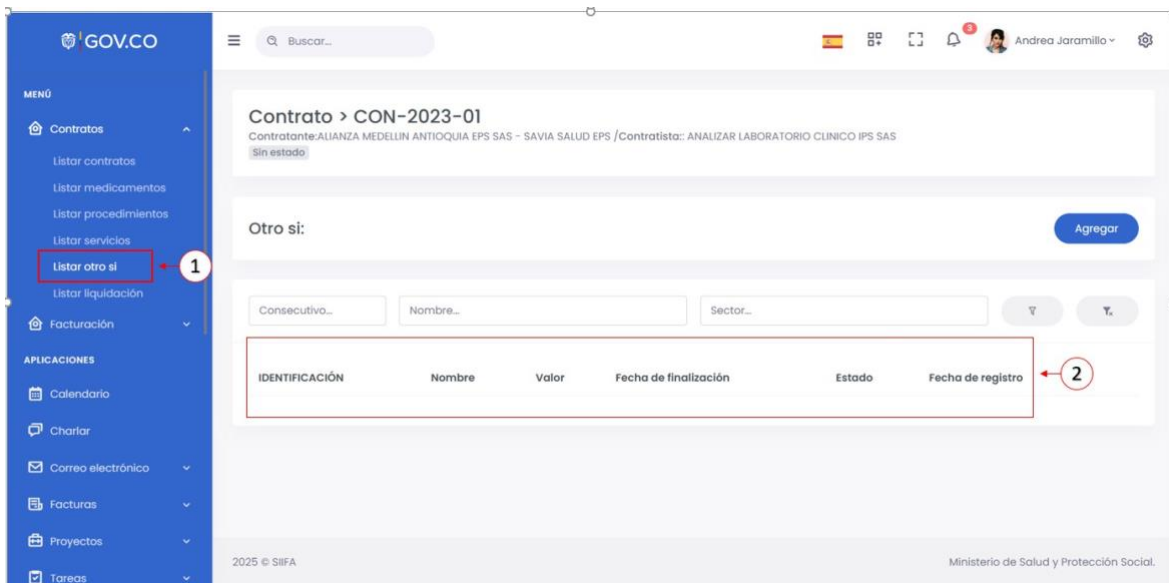 GOV.CO
Buscar...
3
Andrea Jaramillo
MENÚ
Contratos
Listar contratos
Listar medicamentos
Listar procedimientos
Listar servicios
Listar otro si
1
Listar liquidación
Facturación
APLICACIONES
Calendario
Charlar
Correo electrónico
Facturas
Proyectos
Tareas
Contrato > CON-2023-01
Contratante:ALIANZA MEDELLIN ANTIOQUIA EPS SAS - SAVIA SALUD EPS /Contratista:: ANALIZAR LABORATORIO CLINICO IPS SAS
Sin estado
Otro si:
Agregar
Consecutivo... Nombre... Sector...
IDENTIFICACIÓN Nombre Valor Fecha de finalización Estado Fecha de registro
2
2025 © SIIFA
Ministerio de Salud y Protección Social.